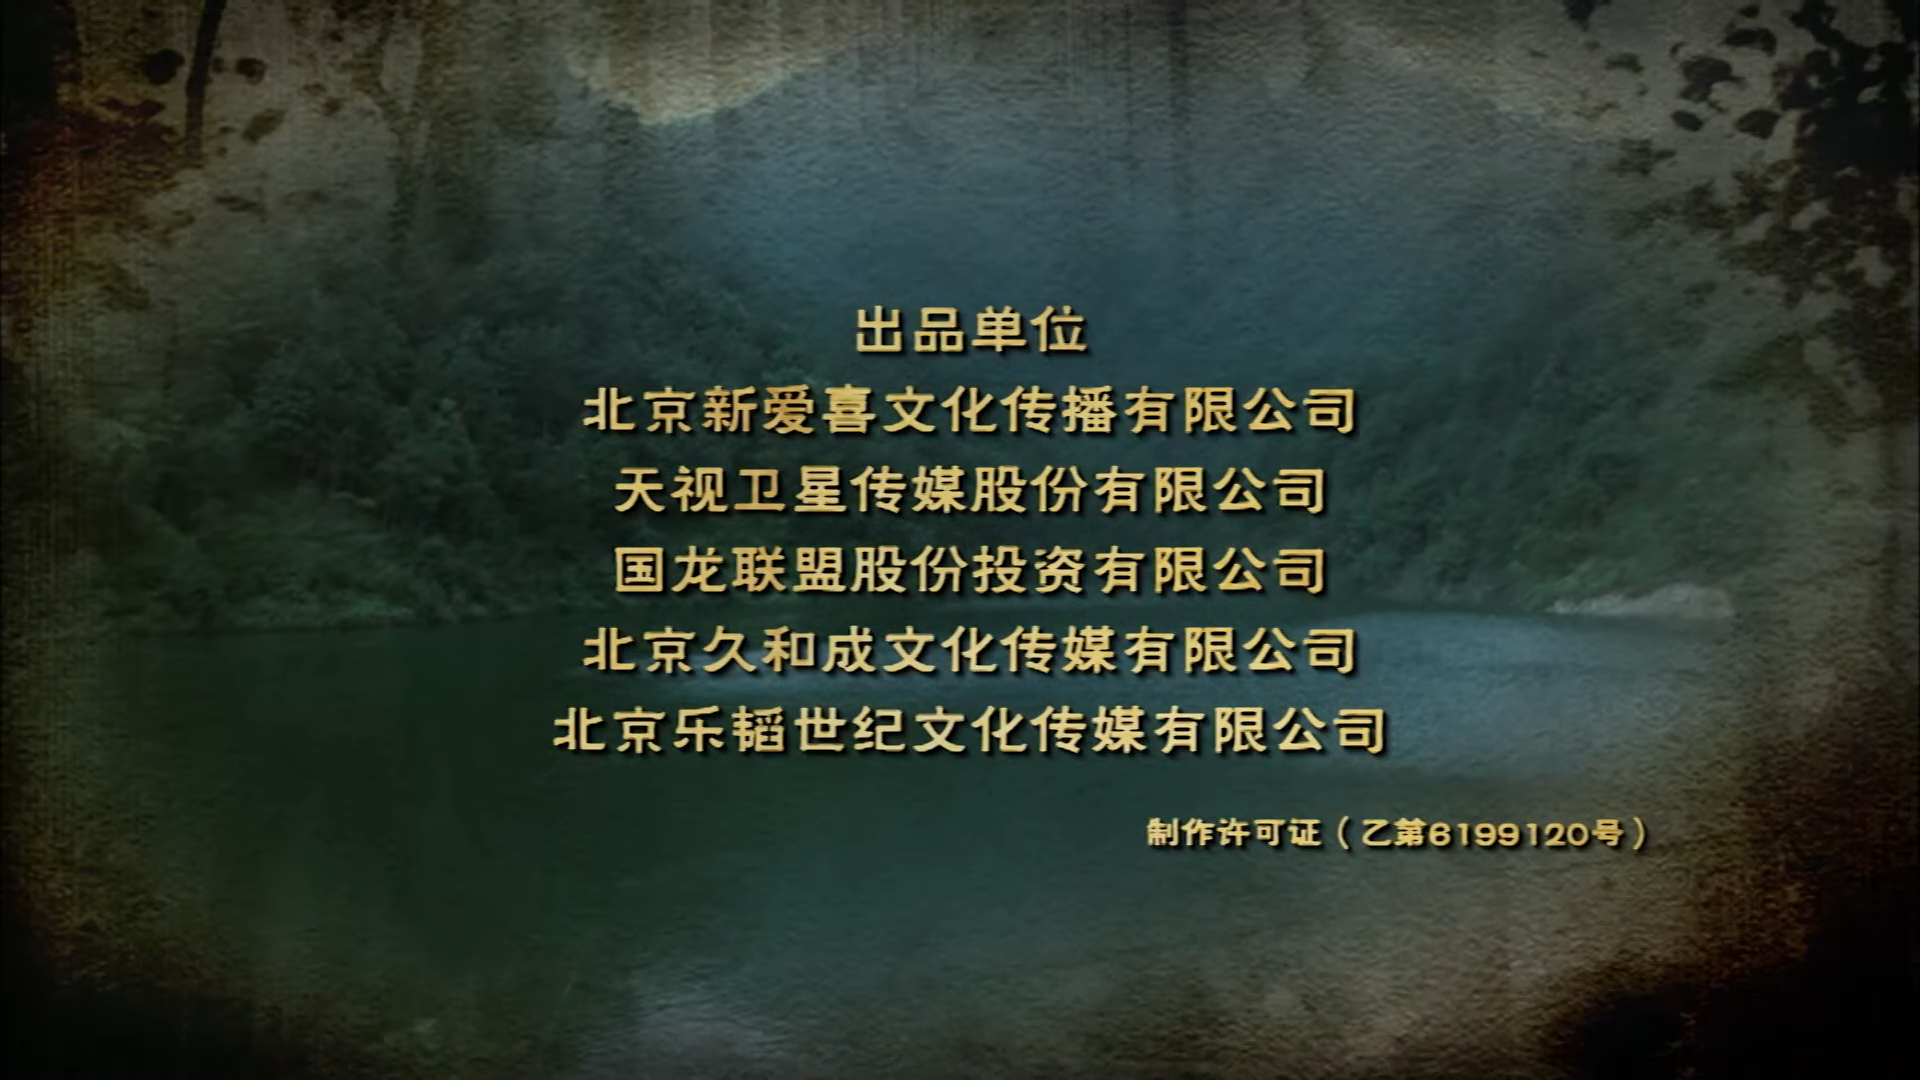 出品单位
北京新爱喜文化传播有限公司
天视卫星传媒股份有限公司
国龙联盟股份投资有限公司
北京久和成文化传媒有限公司
北京乐韬世纪文化传媒有限公司
制作许可证（乙第6199120号）